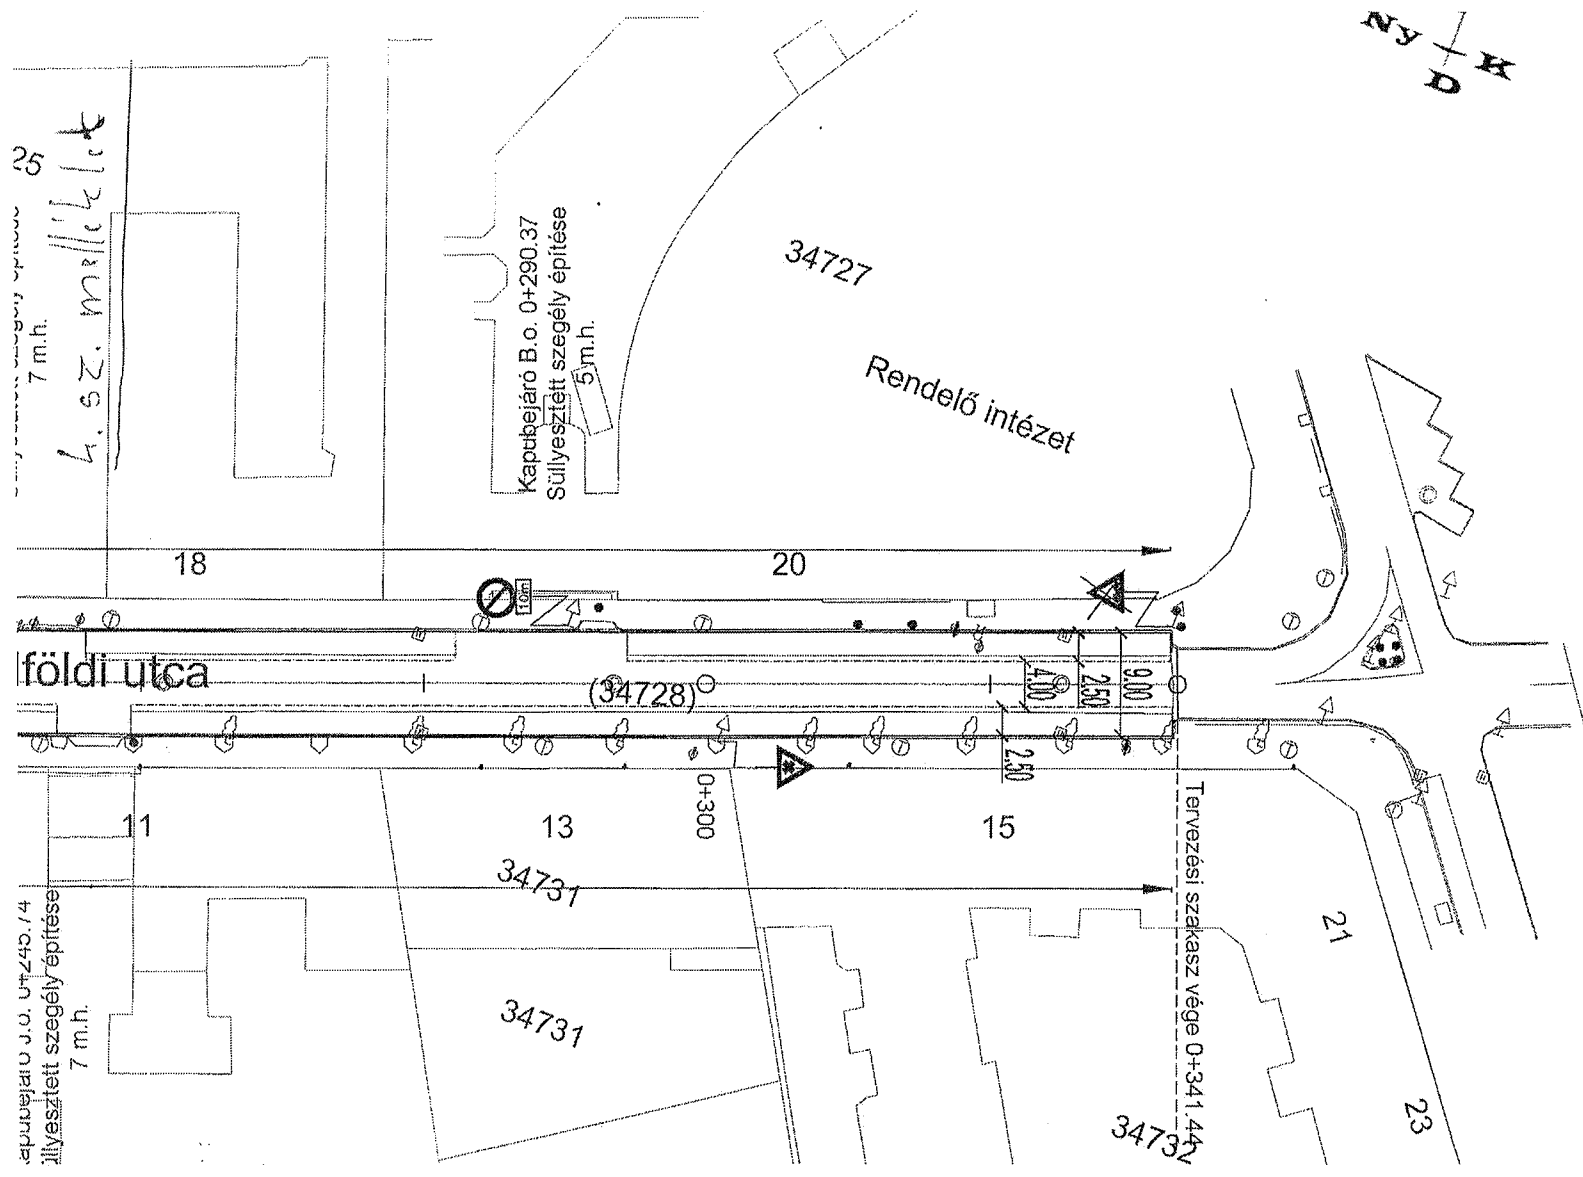 Ny K
D
25
7 m.h.
4. sz. melléklet
Kapubejáró B.o. 0+290.37
Süllyesztett szegély építése
5 m.h.
34727
Rendelő intézet
18
20
10m
földi utca
(34728)
4.00
2.50
9.00
2.50
0+300
11
13
15
34731
34731
Tervezési szakasz vége 0+341.44
21
23
34732
szegély építése
7 m.h.